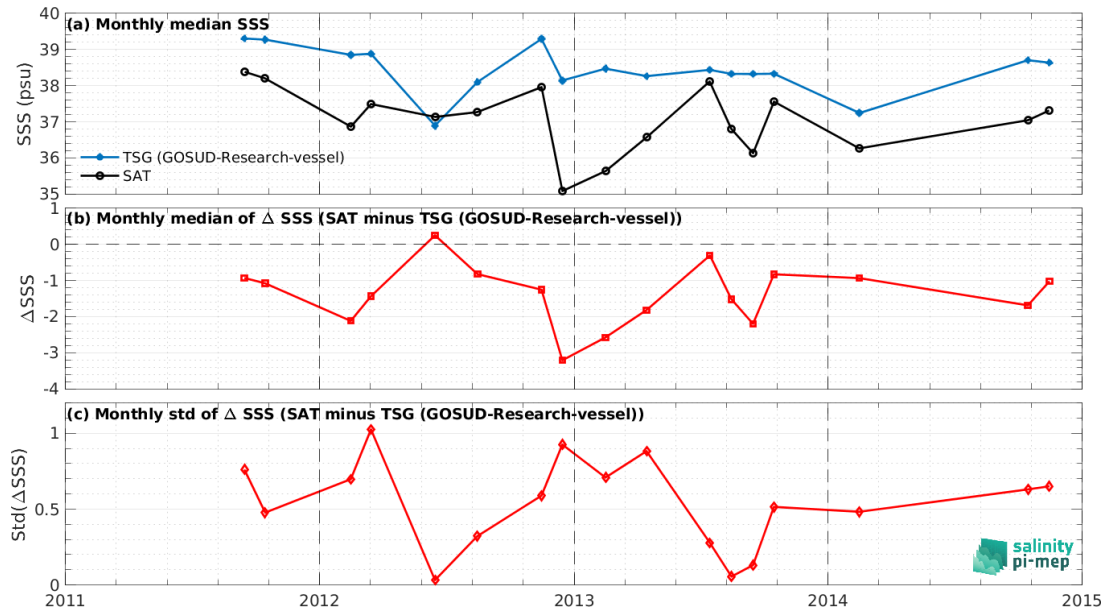 (a) Monthly median SSS
40
39
38
37
36
35
SSS (psu)
TSG (GOSUD-Research-vessel)
SAT
(b) Monthly median of Δ SSS (SAT minus TSG (GOSUD-Research-vessel))
1
0
-1
-2
-3
-4
ΔSSS
(c) Monthly std of Δ SSS (SAT minus TSG (GOSUD-Research-vessel))
1
0.5
0
Std(ΔSSS)
salinity
pi-mep
2011 2012 2013 2014 2015